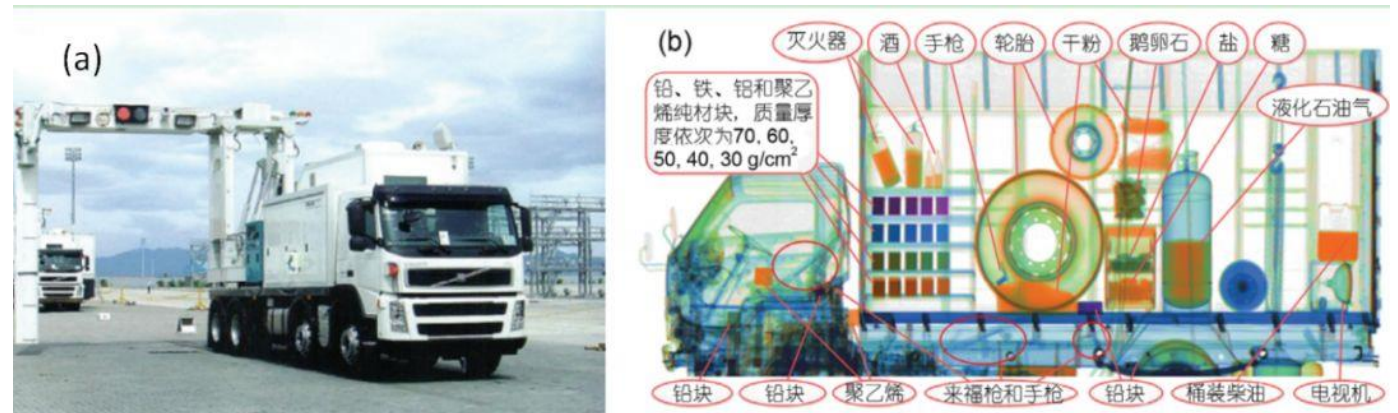 (a)
(b)
灭火器
酒
手枪
轮胎
干粉
鹅卵石
盐
糖
铅、铁、铝和聚乙
烯纯材块，质量厚
度依次为70, 60,
50, 40, 30 g/cm²
液化石油气
铅块
铅块
聚乙烯
来福枪和手枪
铅块
桶装柴油
电视机